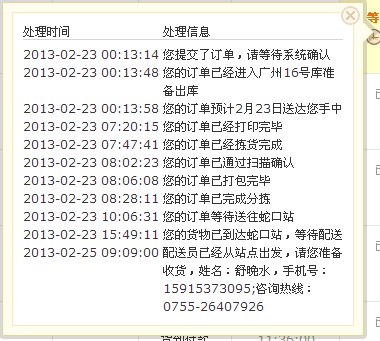 处理时间 处理信息
2013-02-23 00:13:14 您提交了订单，请等待系统确认
2013-02-23 00:13:48 您的订单已经进入广州16号库准
备出库
2013-02-23 00:13:58 您的订单预计2月23日送达您手中
2013-02-23 07:20:15 您的订单已经打印完毕
2013-02-23 07:47:41 您的订单已经拣货完成
2013-02-23 08:02:23 您的订单已通过扫描确认
2013-02-23 08:06:08 您的订单已打包完毕
2013-02-23 08:28:11 您的订单已完成分拣
2013-02-23 10:06:31 您的订单等待送往蛇口站
2013-02-23 15:49:11 您的货物已到达蛇口站，等待配送
2013-02-25 09:09:00 配送员已经从站点出发，请您准备
收货，姓名：舒晚水，手机号：
15915373095;咨询热线：
0755-26407926
等